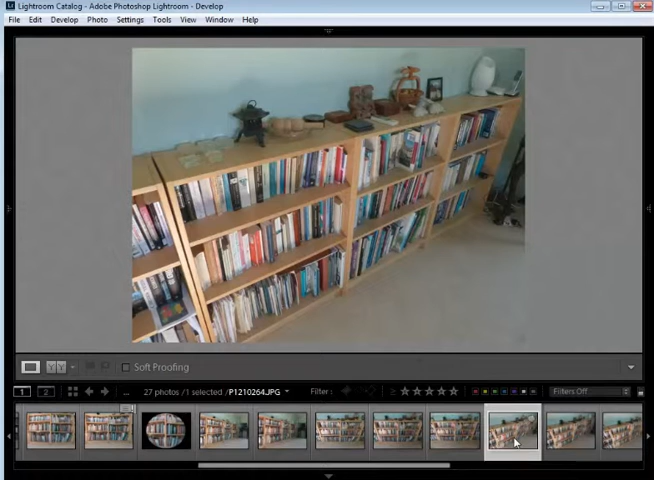 Lightroom Catalog - Adobe Photoshop Lightroom - Develop
File Edit Develop Photo Settings Tools View Window Help
Soft Proofing
1 2 ... 27 photos /1 selected /P1210264.JPG Filter : Filters Off